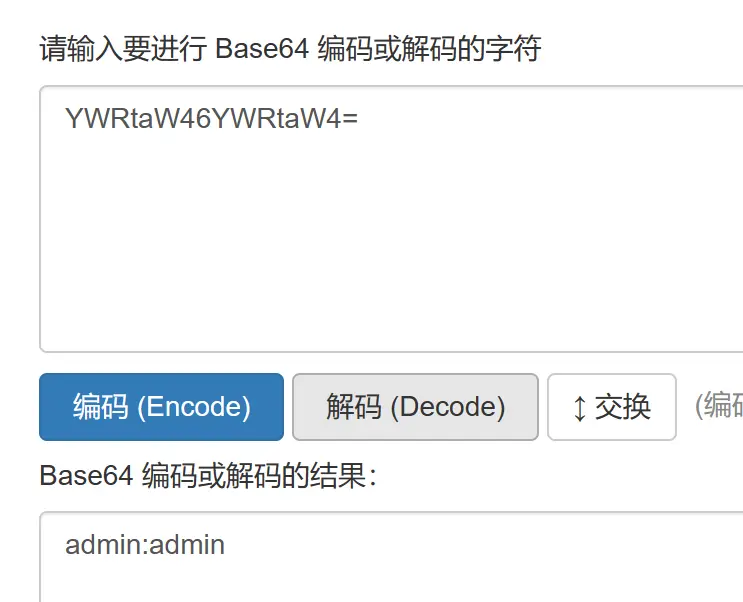 请输入要进行 Base64 编码或解码的字符
YWRtaW46YWRtaW4=
编码 (Encode) 解码 (Decode) ↕ 交换 (编码
Base64 编码或解码的结果：
admin:admin